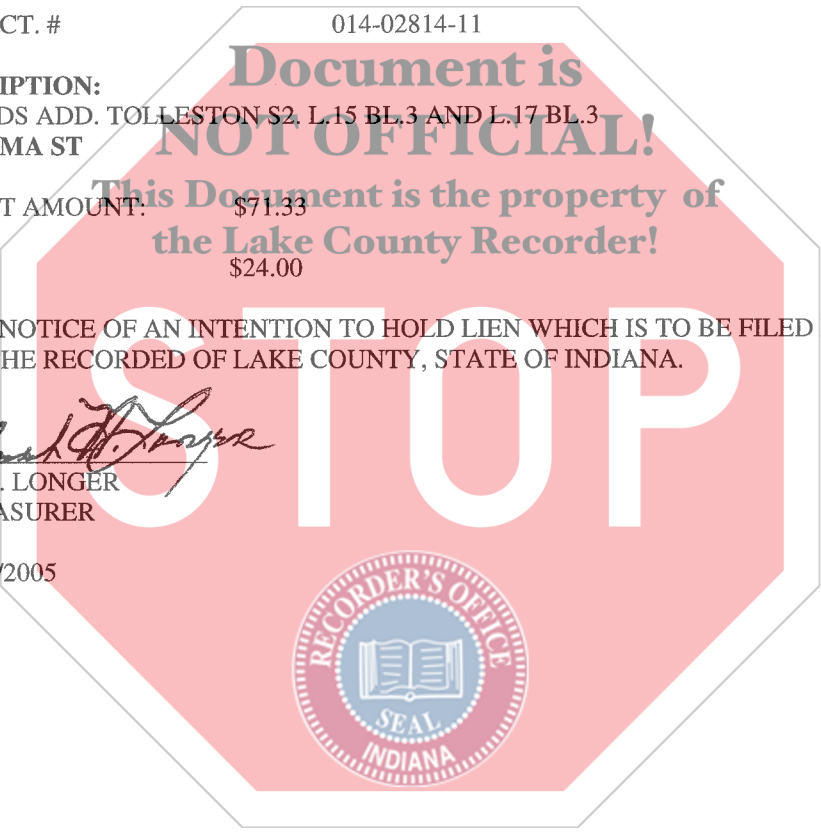 CT. # 014-02814-11
Document is
IPTION:
DS ADD. TOLLESTON S2. L.15 BL.3 AND L.17 BL.3
NOT OFFICIAL!
MA ST
This Document is the property of
T AMOUNT: $71.33
the Lake County Recorder!
$24.00
NOTICE OF AN INTENTION TO HOLD LIEN WHICH IS TO BE FILED
HE RECORDED OF LAKE COUNTY, STATE OF INDIANA.
STOP
. LONGER
ASURER
/2005
RECORDER'S OFFICE
SEAL
INDIANA